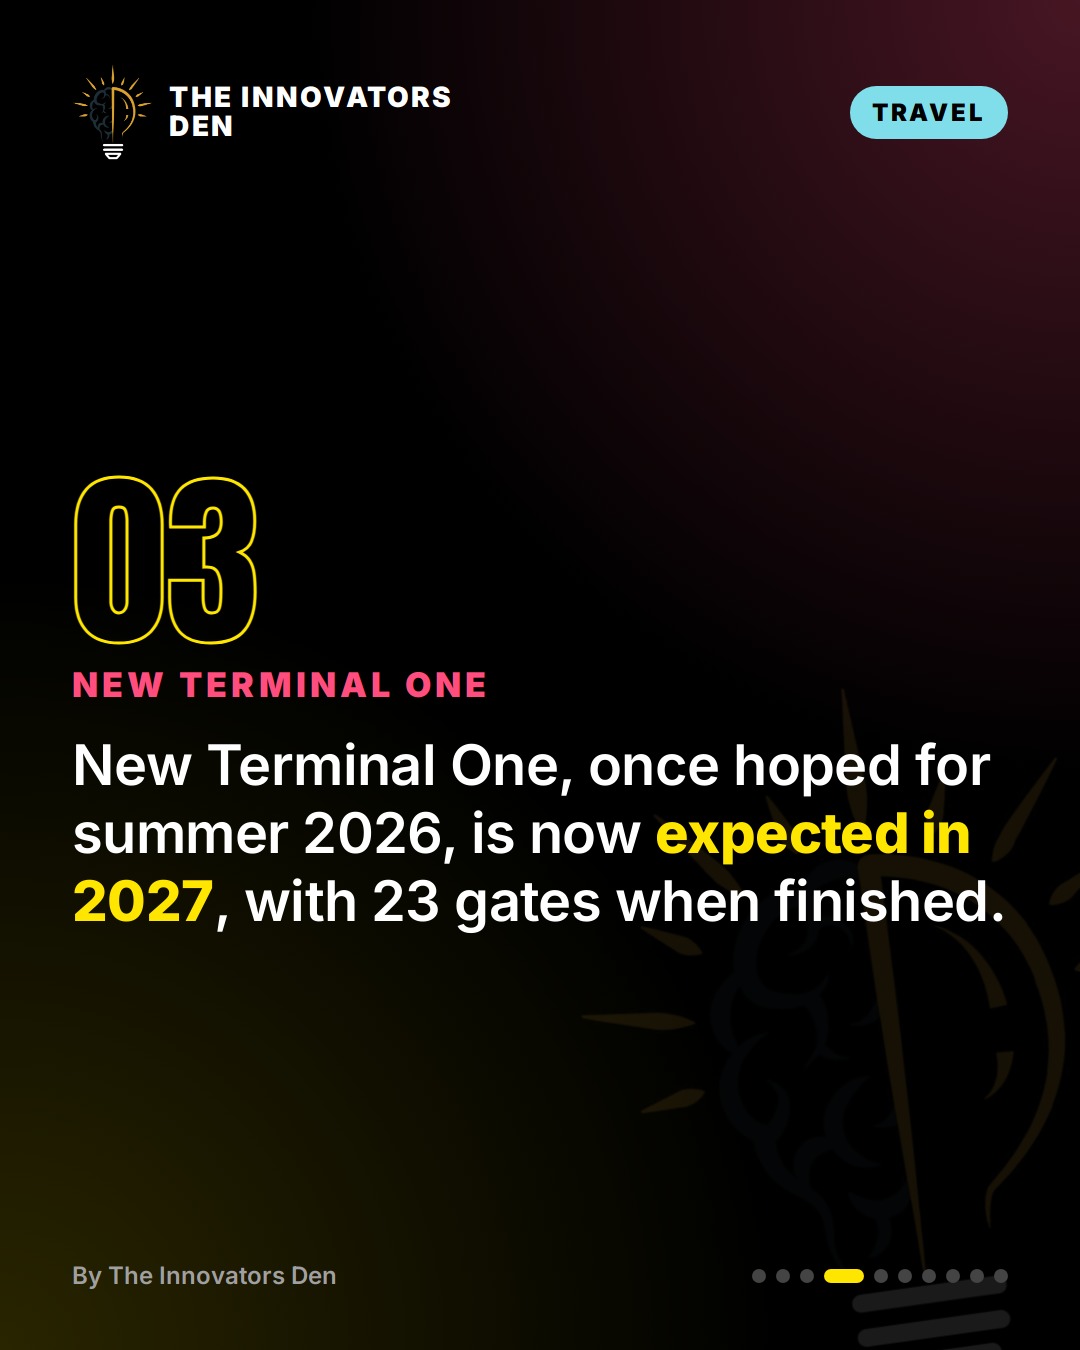 THE INNOVATORS
DEN
TRAVEL
03
NEW TERMINAL ONE
New Terminal One, once hoped for
summer 2026, is now expected in
2027, with 23 gates when finished.
By The Innovators Den